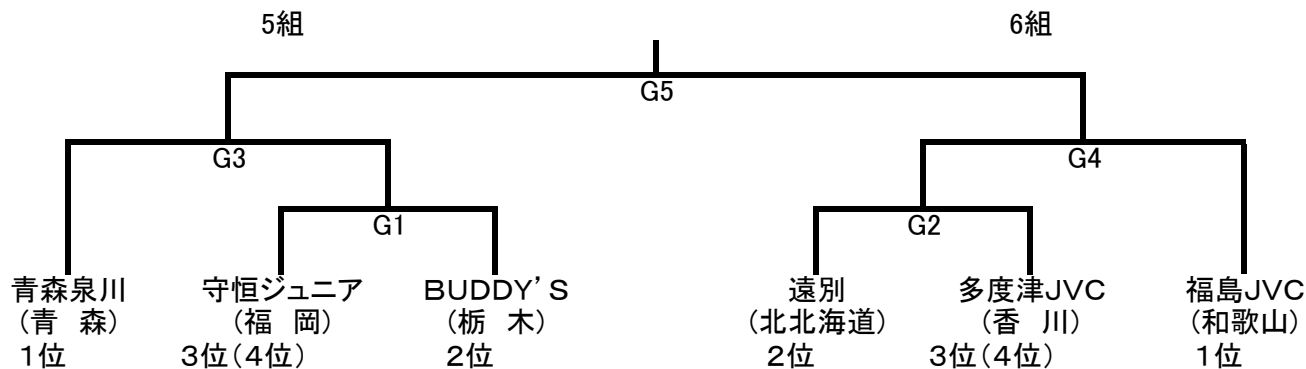 5組 6組
G5
G3 G4
G1 G2
青森泉川 守恒ジュニア BUDDY'S 遠別 多度津JVC 福島JVC
(青 森) (福 岡) (栃 木) (北北海道) (香 川) (和歌山)
1位 3位(4位) 2位 2位 3位(4位) 1位